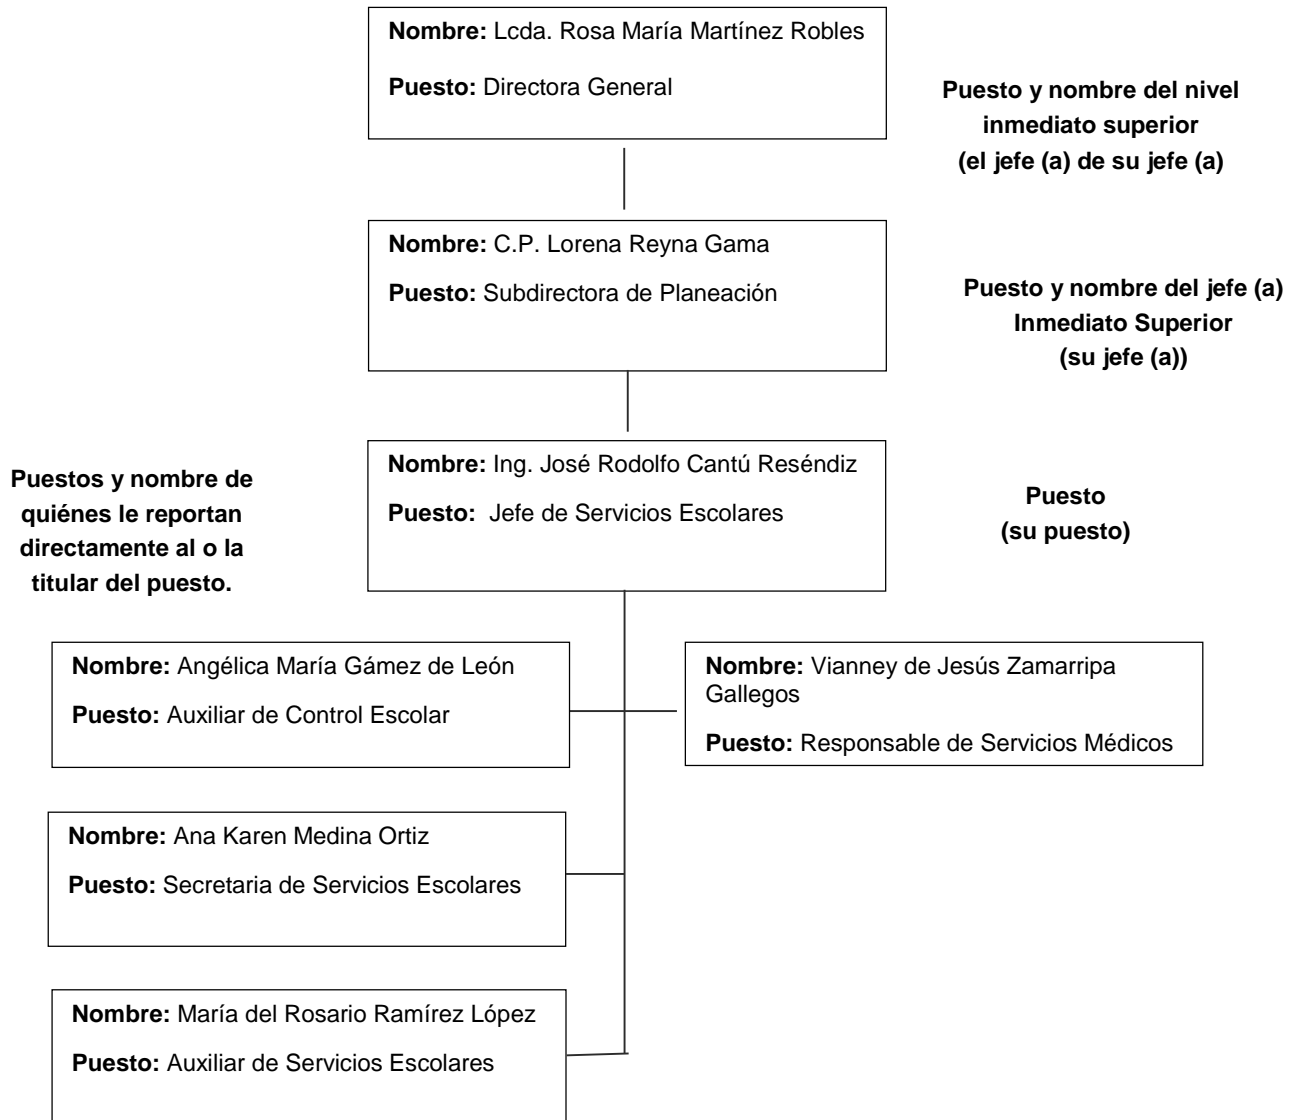 Nombre: Lcda. Rosa María Martínez Robles
Puesto: Directora General
Puesto y nombre del nivel
inmediato superior
(el jefe (a) de su jefe (a)
Nombre: C.P. Lorena Reyna Gama
Puesto: Subdirectora de Planeación
Puesto y nombre del jefe (a)
Inmediato Superior
(su jefe (a))
Nombre: Ing. José Rodolfo Cantú Reséndiz
Puesto: Jefe de Servicios Escolares
Puesto
(su puesto)
Puestos y nombre de
quiénes le reportan
directamente al o la
titular del puesto.
Nombre: Angélica María Gámez de León
Puesto: Auxiliar de Control Escolar
Nombre: Vianney de Jesús Zamarripa
Gallegos
Puesto: Responsable de Servicios Médicos
Nombre: Ana Karen Medina Ortiz
Puesto: Secretaria de Servicios Escolares
Nombre: María del Rosario Ramírez López
Puesto: Auxiliar de Servicios Escolares